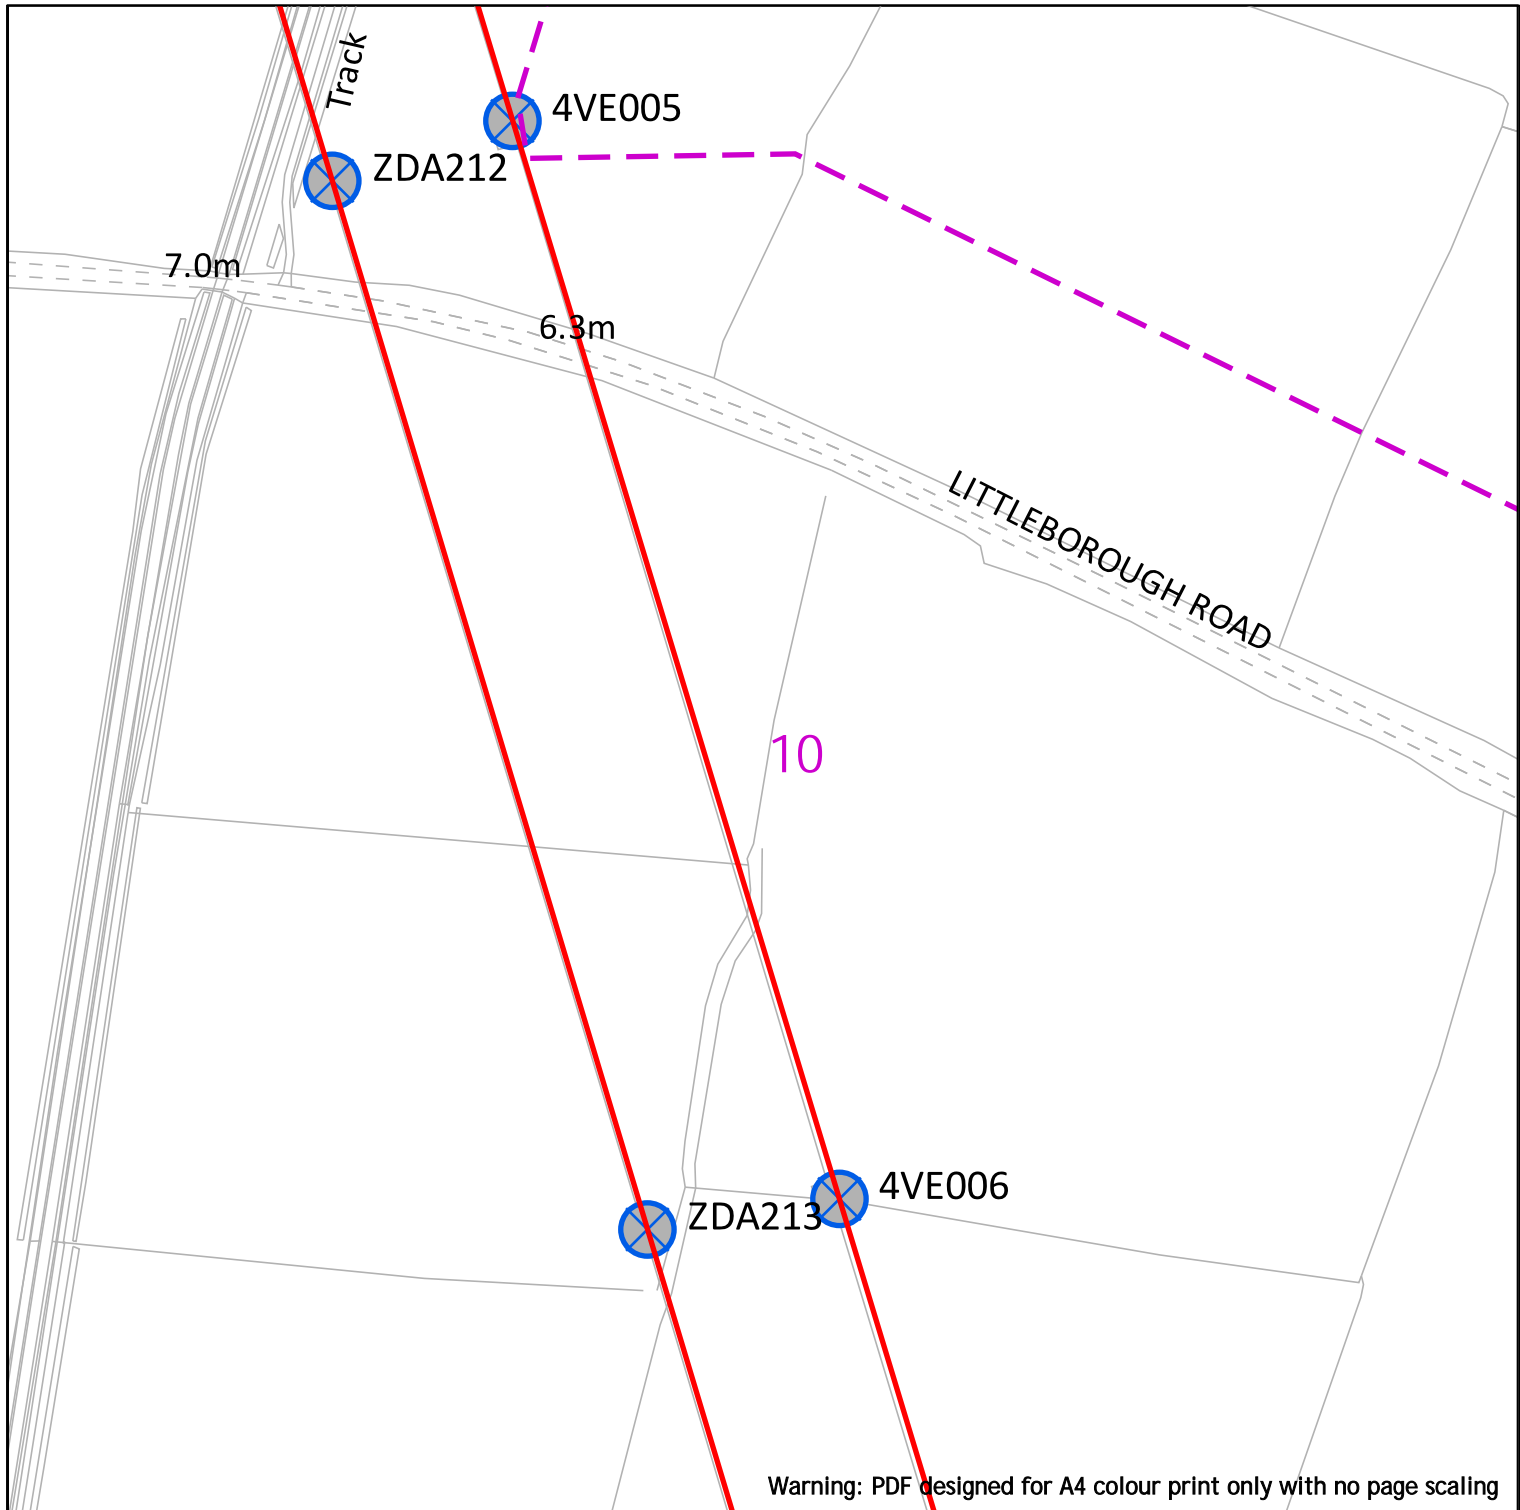 Track
4VE005
ZDA212
7.0m
6.3m
LITTLEBOROUGH ROAD
10
4VE006
ZDA213
Warning: PDF designed for A4 colour print only with no page scaling